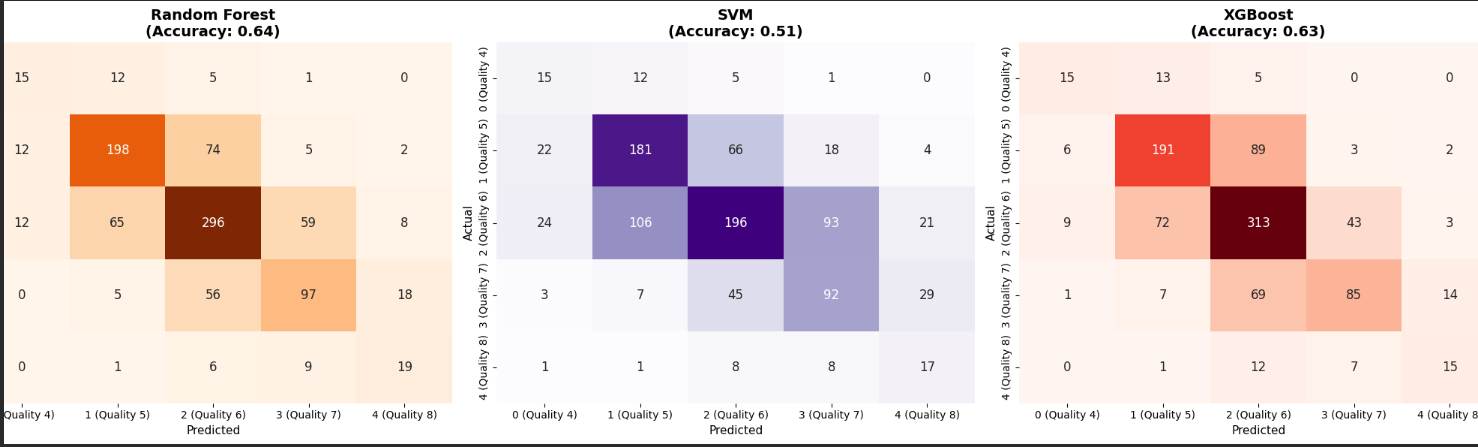 Random Forest
(Accuracy: 0.64)
15 12 5 1 0
12 198 74 5 2
12 65 296 59 8
0 5 56 97 18
0 1 6 9 19
Quality 4) 1 (Quality 5) 2 (Quality 6) 3 (Quality 7) 4 (Quality 8)
Predicted
SVM
(Accuracy: 0.51)
Actual
0 (Quality 4)
1 (Quality 5)
2 (Quality 6)
3 (Quality 7)
4 (Quality 8)
15 12 5 1 0
22 181 66 18 4
24 106 196 93 21
3 7 45 92 29
1 1 8 8 17
0 (Quality 4) 1 (Quality 5) 2 (Quality 6) 3 (Quality 7) 4 (Quality 8)
Predicted
XGBoost
(Accuracy: 0.63)
Actual
0 (Quality 4)
1 (Quality 5)
2 (Quality 6)
3 (Quality 7)
4 (Quality 8)
15 13 5 0 0
6 191 89 3 2
9 72 313 43 3
1 7 69 85 14
0 1 12 7 15
0 (Quality 4) 1 (Quality 5) 2 (Quality 6) 3 (Quality 7) 4 (Quality 8
Predicted